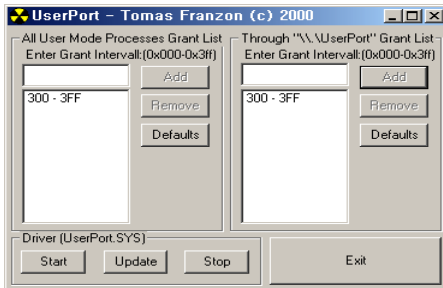 UserPort - Tomas Franzon (c) 2000
All User Mode Processes Grant List
Enter Grant Intervall:(0x000-0x3ff)
Add
300 - 3FF
Remove
Defaults
Through "\\.\UserPort" Grant List
Enter Grant Intervall:(0x000-0x3ff)
Add
300 - 3FF
Remove
Defaults
Driver (UserPort.SYS)
Start
Update
Stop
Exit